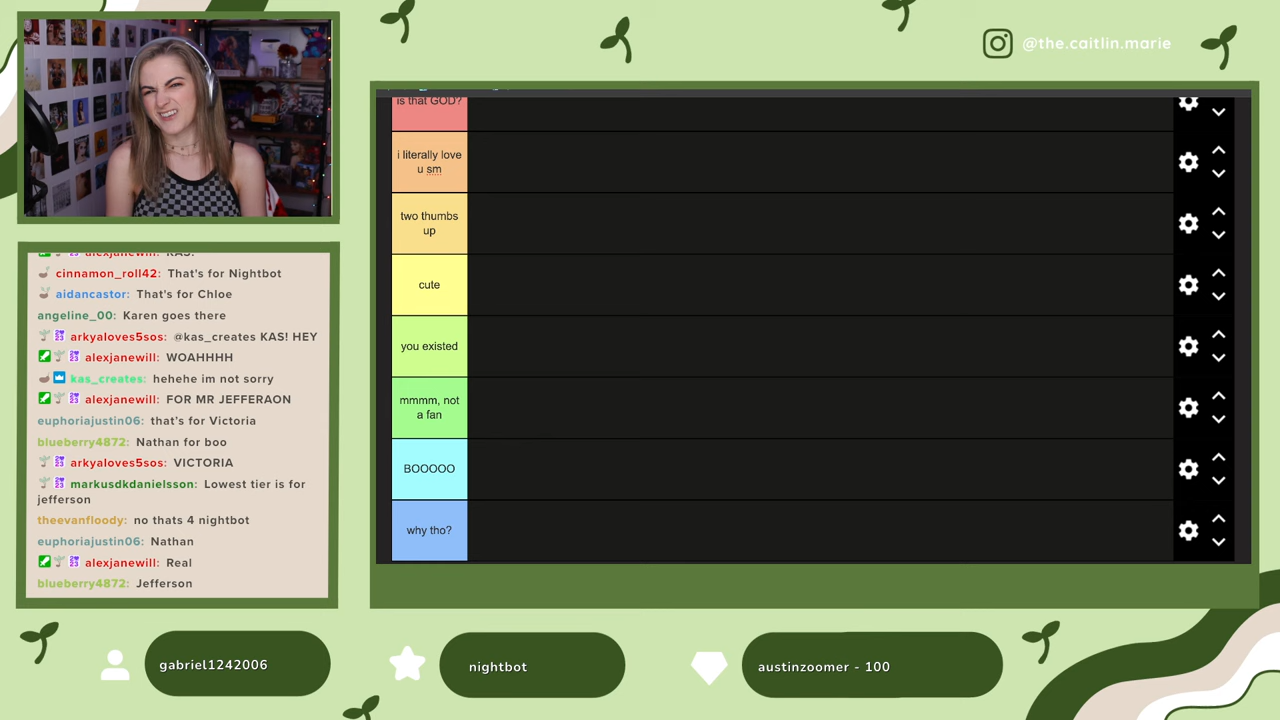 @the.caitlin.marie
is that GOD?
i literally love
u sm
two thumbs
up
cute
you existed
mmmm, not
a fan
BOOOOO
why tho?
alexjanewill: KAS!
cinnamon_roll42: That's for Nightbot
aidancastor: That's for Chloe
angeline_00: Karen goes there
arkyaloves5sos: @kas_creates KAS! HEY
alexjanewill: WOAHHHH
kas_creates: hehehe im not sorry
alexjanewill: FOR MR JEFFERAON
euphoriajustin06: that's for Victoria
blueberry4872: Nathan for boo
arkyaloves5sos: VICTORIA
markusdkdanielsson: Lowest tier is for
jefferson
theevanfloody: no thats 4 nightbot
euphoriajustin06: Nathan
alexjanewill: Real
blueberry4872: Jefferson
gabriel1242006
nightbot
austinzoomer - 100